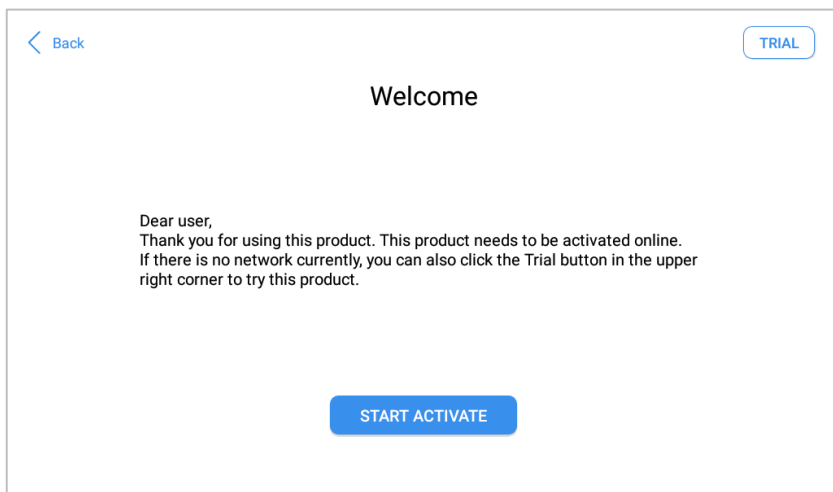 Back
TRIAL
Welcome
Dear user,
Thank you for using this product. This product needs to be activated online.
If there is no network currently, you can also click the Trial button in the upper
right corner to try this product.
START ACTIVATE